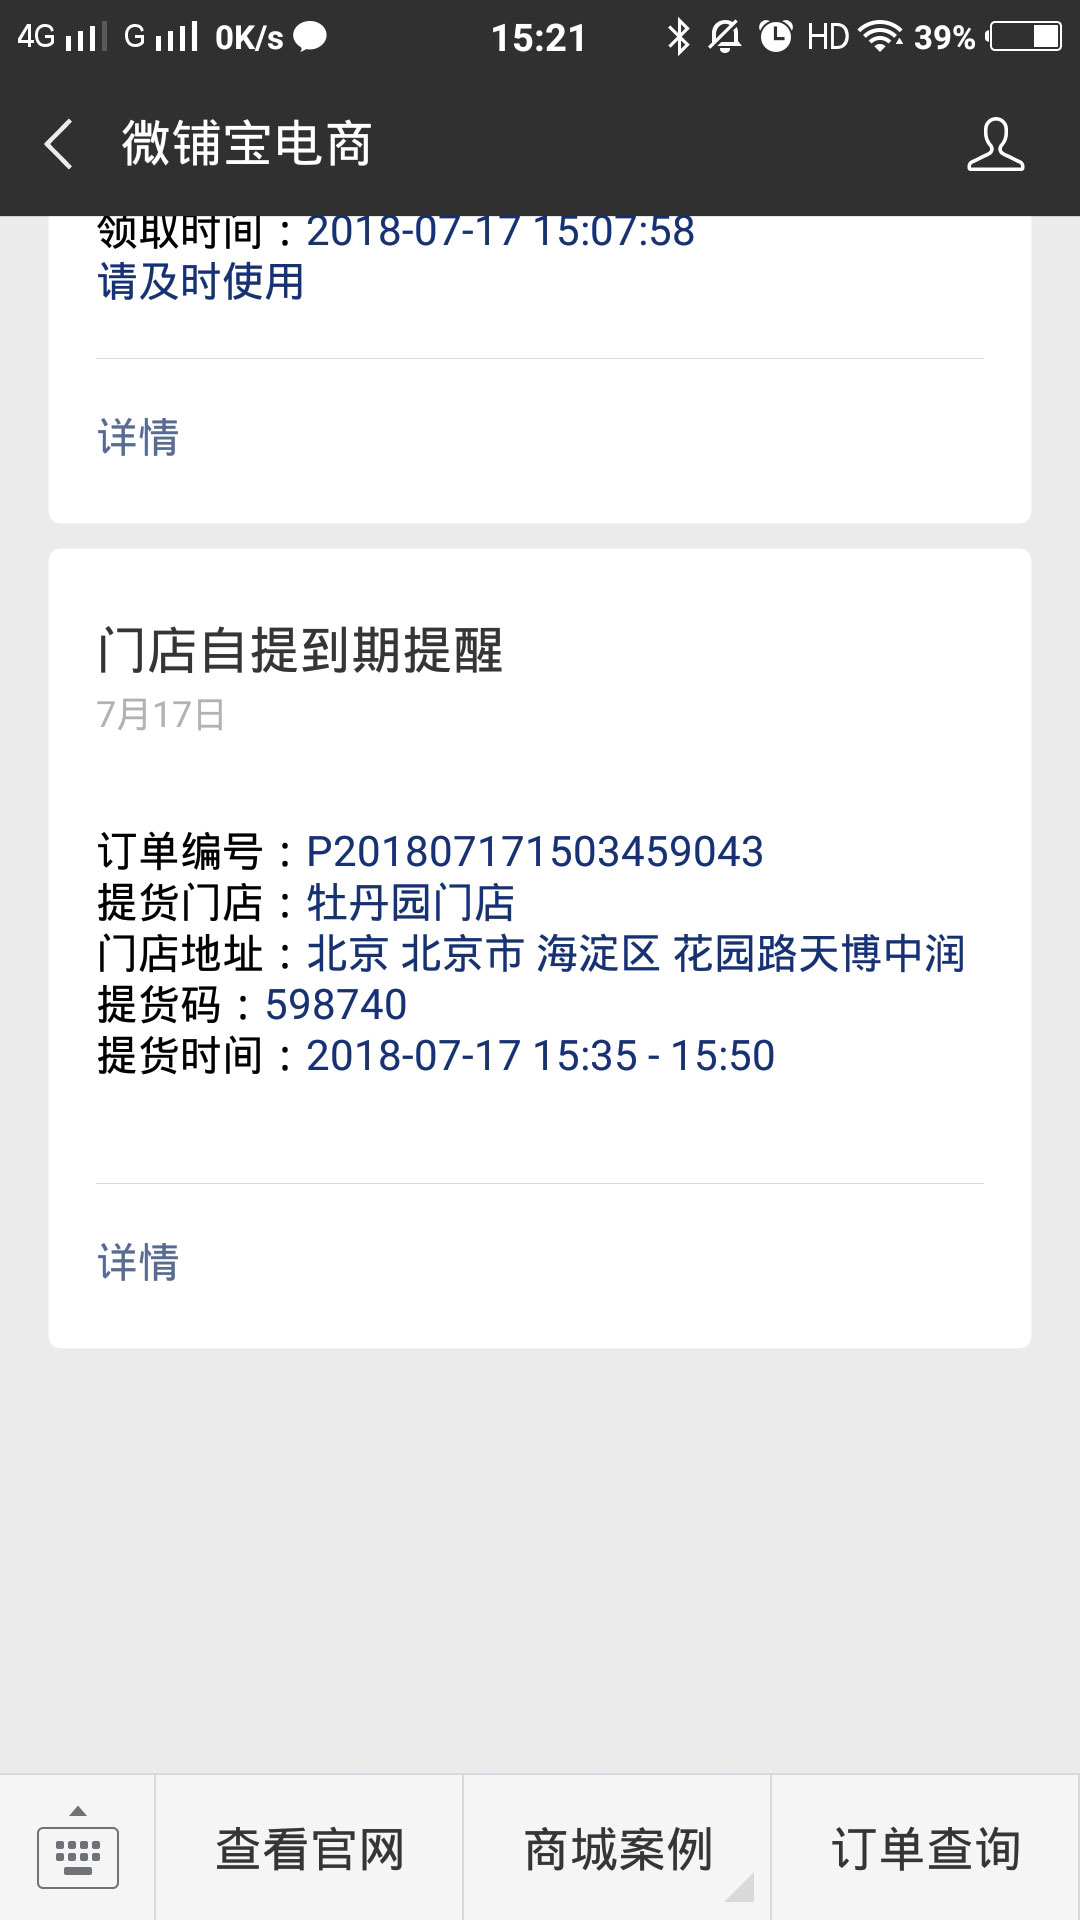 4G G 0K/s 15:21 HD 39%
微铺宝电商
领取时间：2018-07-17 15:07:58
请及时使用
详情
门店自提到期提醒
7月17日
订单编号：P201807171503459043
提货门店：牡丹园门店
门店地址：北京 北京市 海淀区 花园路天博中润
提货码：598740
提货时间：2018-07-17 15:35 - 15:50
详情
查看官网
商城案例
订单查询